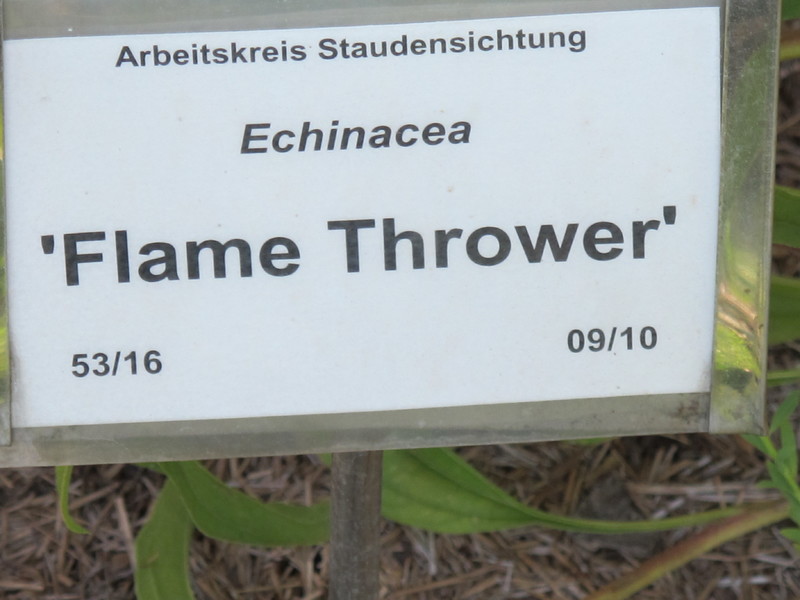 Arbeitskreis Staudensichtung
Echinacea
'Flame Thrower'
53/16 09/10